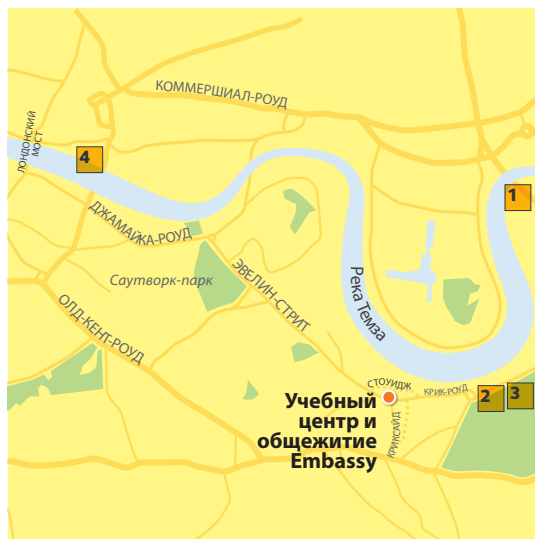 КОММЕРШИАЛ-РОУД
ЛОНДОНСКИЙ
МОСТ
4
1
ДЖАМАЙКА-РОУД
Саутворк-парк
ЭВЕЛИН-СТРИТ
Река Темза
ОЛД-КЕНТ-РОУД
СТОУИДЖ
КРИК-РОУД
2
3
Учебный
центр и
общежитие
Embassy
КРИКСАЙД